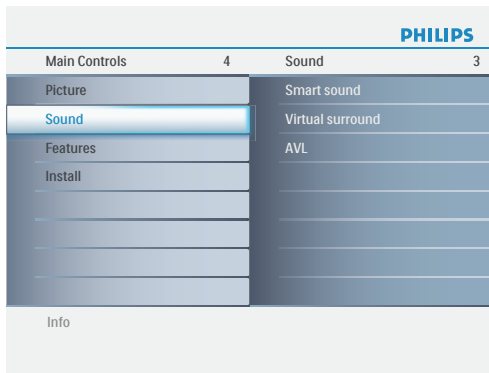 PHILIPS
Main Controls 4 Sound 3
Picture Smart sound
Sound Virtual surround
Features AVL
Install
Info